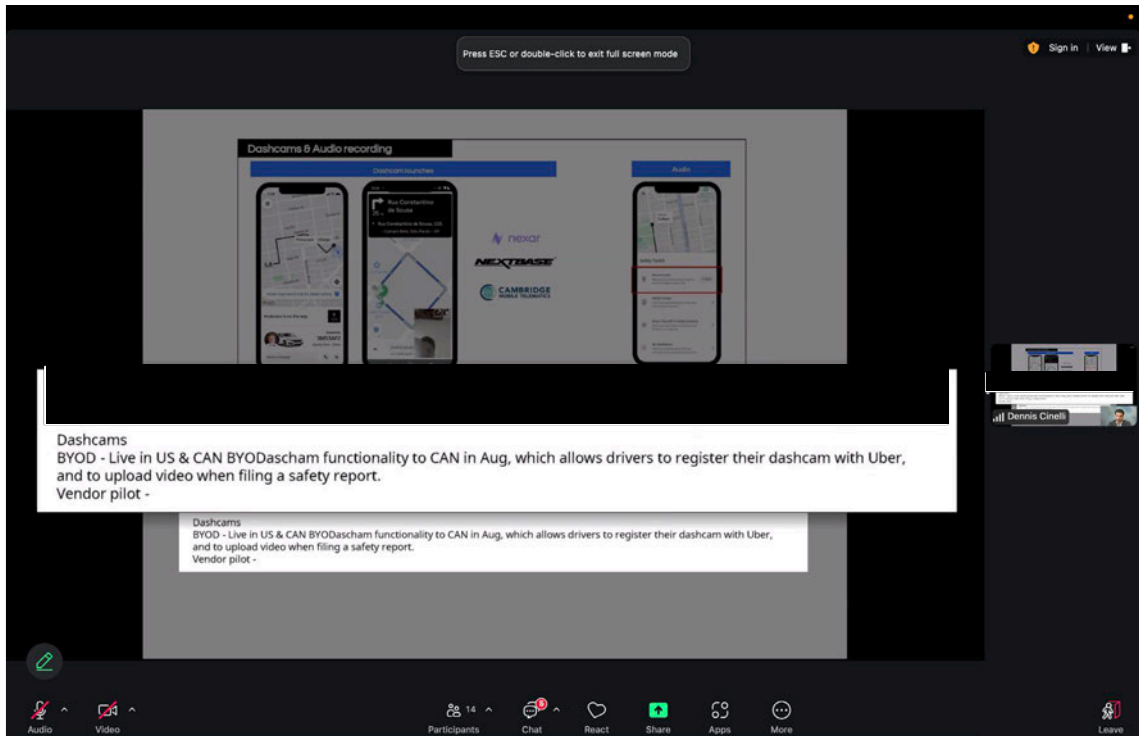 Press ESC or double-click to exit full screen mode
Sign in
View
Dashcams & Audio recording
Dashcam launches
Audio
Rua Constantino
de Sousa
nexar
NEXTBASE
CAMBRIDGE
MOBILE TELEMATICS
Dashcams
BYOD - Live in US & CAN BYODascham functionality to CAN in Aug, which allows drivers to register their dashcam with Uber,
and to upload video when filing a safety report.
Vendor pilot -
Dashcams
BYOD - Live in US & CAN BYODascham functionality to CAN in Aug, which allows drivers to register their dashcam with Uber,
and to upload video when filing a safety report.
Vendor pilot -
Dennis Cinelli
Audio
Video
14
Participants
Chat
React
Share
Apps
More
Leave